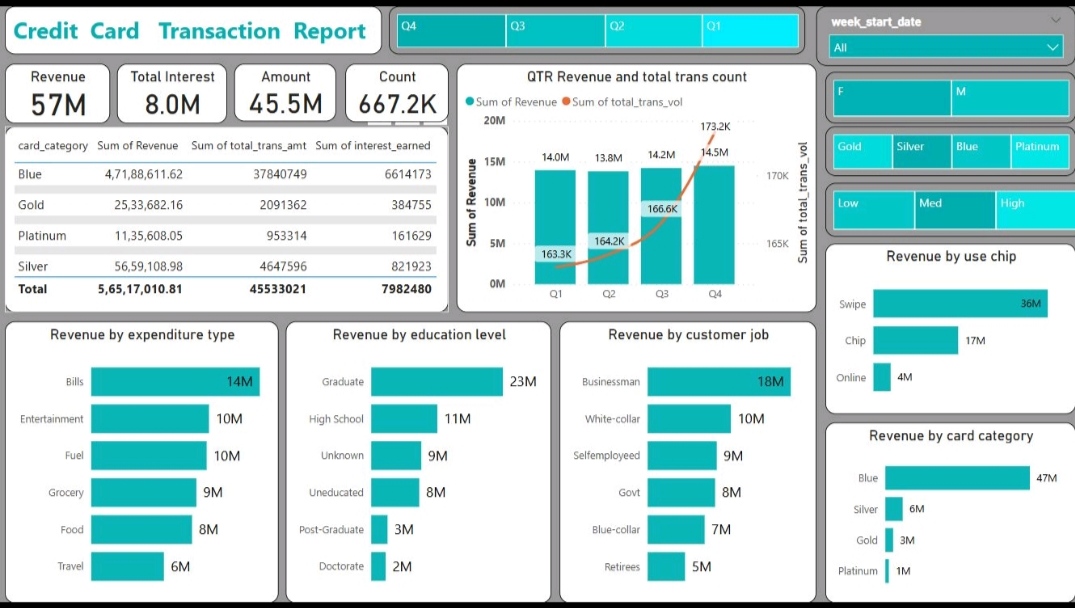 Credit Card Transaction Report
Q4 Q3 Q2 Q1
week_start_date
All
Revenue
57M
Total Interest
8.0M
Amount
45.5M
Count
667.2K
F M
Gold Silver Blue Platinum
Low Med High
card_category Sum of Revenue Sum of total_trans_amt Sum of interest_earned
Blue 4,71,88,611.62 37840749 6614173
Gold 25,33,682.16 2091362 384755
Platinum 11,35,608.05 953314 161629
Silver 56,59,108.98 4647596 821923
Total 5,65,17,010.81 45533021 7982480
QTR Revenue and total trans count
Sum of Revenue Sum of total_trans_vol
Sum of Revenue
20M
15M
10M
5M
0M
14.0M 13.8M 14.2M 14.5M
163.3K 164.2K 166.6K 173.2K
Q1 Q2 Q3 Q4
170K
165K
Sum of total_trans_vol
Revenue by use chip
Swipe 36M
Chip 17M
Online 4M
Revenue by expenditure type
Bills 14M
Entertainment 10M
Fuel 10M
Grocery 9M
Food 8M
Travel 6M
Revenue by education level
Graduate 23M
High School 11M
Unknown 9M
Uneducated 8M
Post-Graduate 3M
Doctorate 2M
Revenue by customer job
Businessman 18M
White-collar 10M
Selfemployeed 9M
Govt 8M
Blue-collar 7M
Retirees 5M
Revenue by card category
Blue 47M
Silver 6M
Gold 3M
Platinum 1M